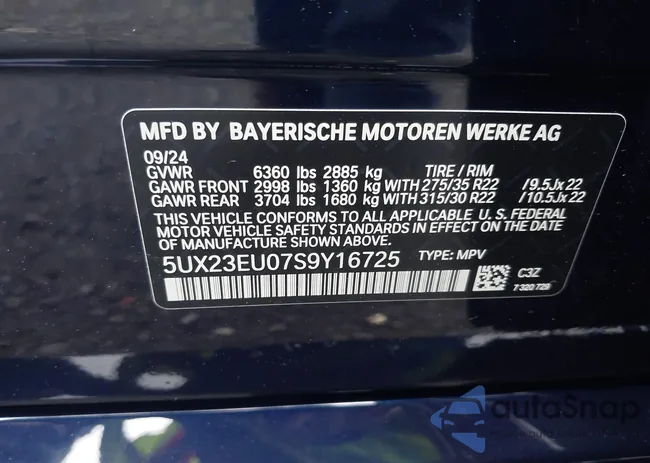 MFD BY BAYERISCHE MOTOREN WERKE AG
09/24
GVWR 6360 lbs 2885 kg TIRE / RIM
GAWR FRONT 2998 lbs 1360 kg WITH 275/35 R22 /9.5Jx22
GAWR REAR 3704 lbs 1680 kg WITH 315/30 R22 /10.5Jx22
THIS VEHICLE CONFORMS TO ALL APPLICABLE U. S. FEDERAL
MOTOR VEHICLE SAFETY STANDARDS IN EFFECT ON THE DATE OF
MANUFACTURE SHOWN ABOVE.
5UX23EU07S9Y16725 TYPE: MPV
C3Z
7320729
autoSnap